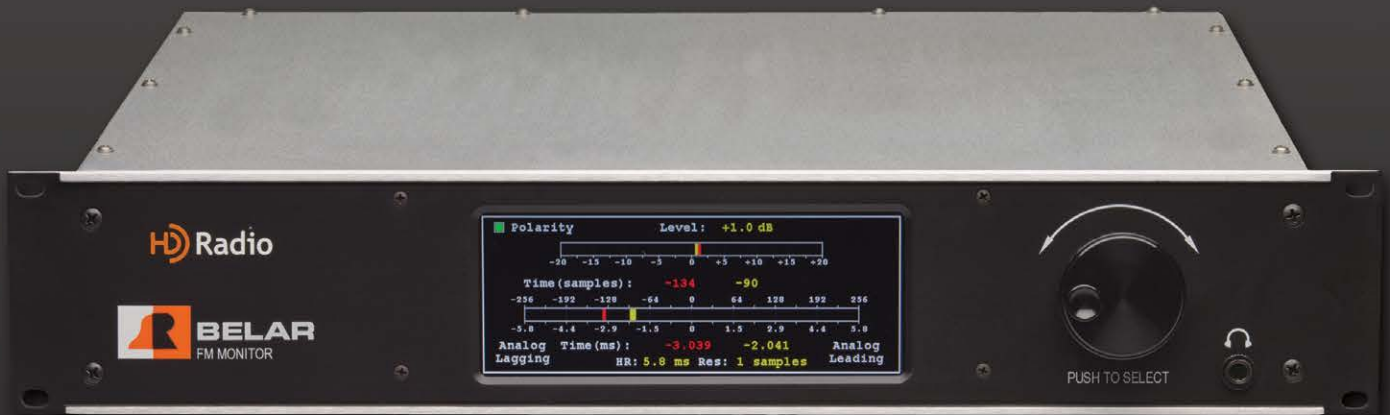 HD Radio
BELAR
FM MONITOR
Polarity Level: +1.0 dB
-20 -15 -10 -5 0 +5 +10 +15 +20
Time(samples): -134 -90
-256 -192 -128 -64 0 64 128 192 256
-5.8 -4.4 -2.9 -1.5 0 1.5 2.9 4.4 5.8
Analog Lagging Time(ms): -3.039 -2.041 Analog Leading
HR: 5.8 ms Res: 1 samples
PUSH TO SELECT